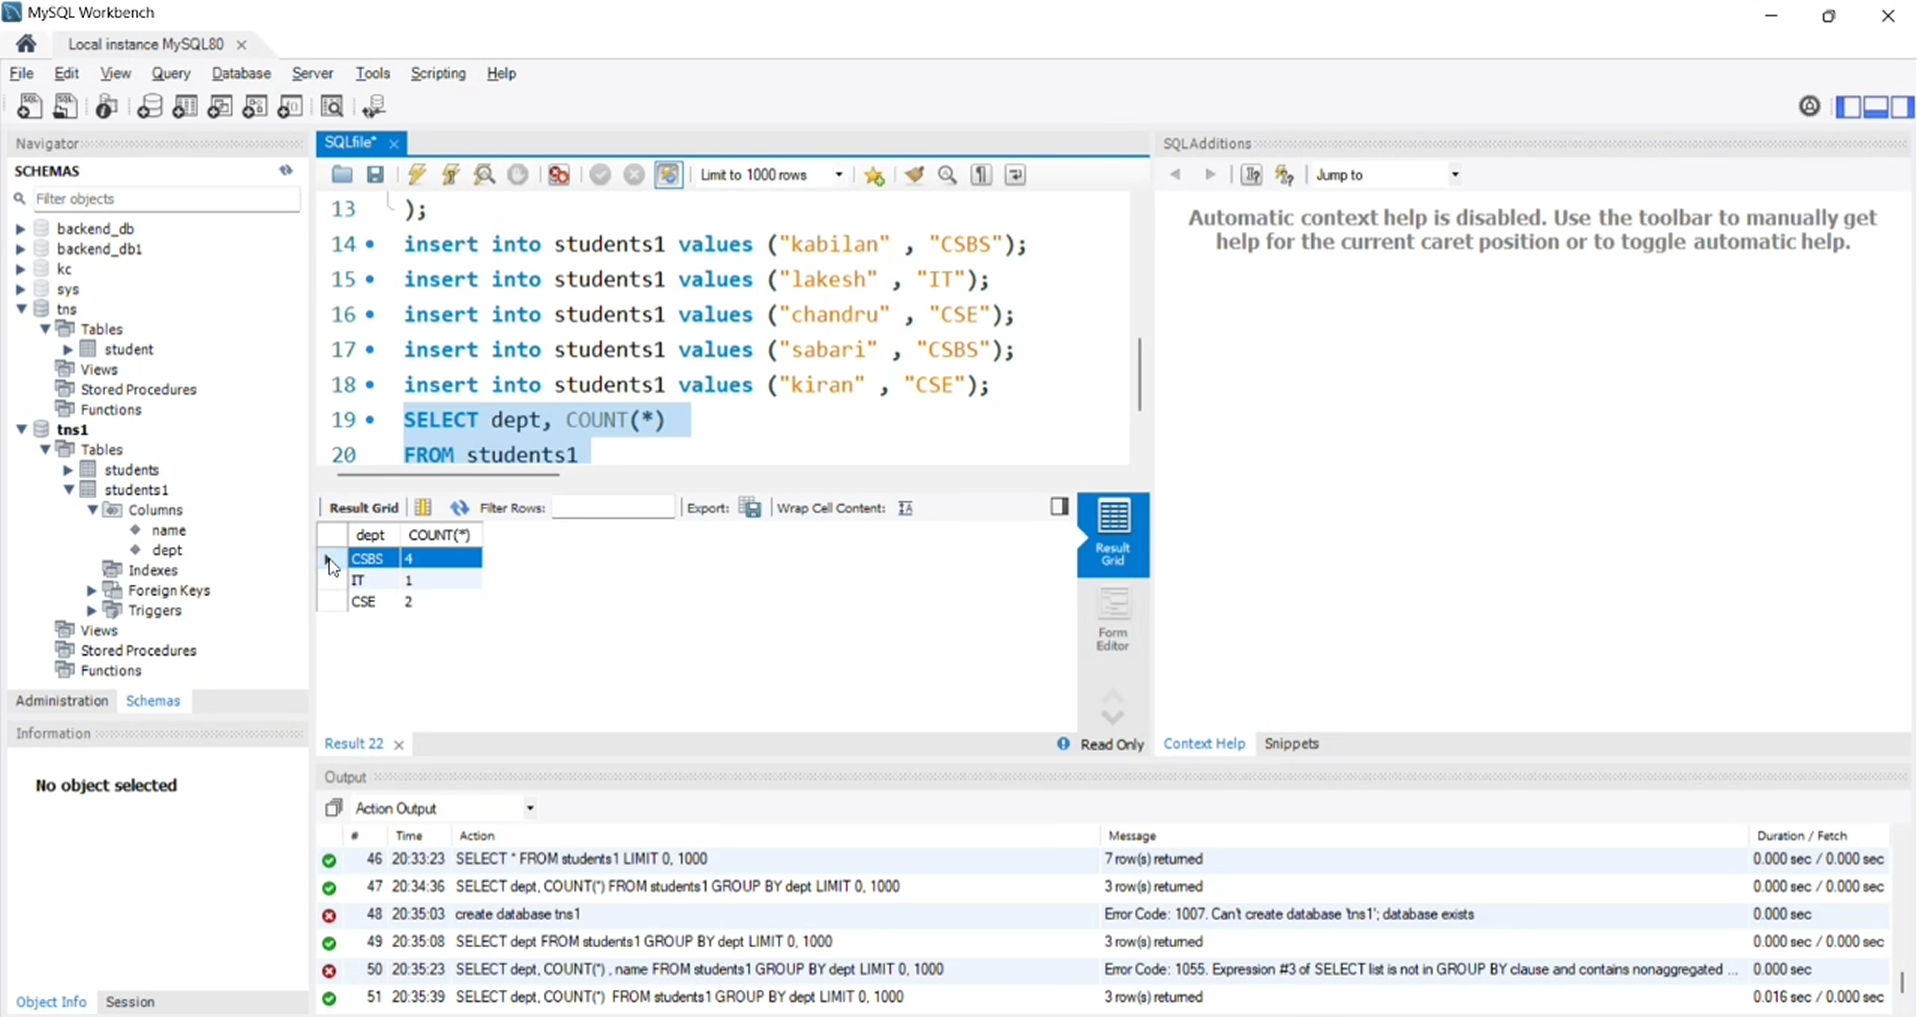 MySQL Workbench
Local instance MySQL80
File Edit View Query Database Server Tools Scripting Help
Navigator
SCHEMAS
Filter objects
backend_db
backend_db1
kc
sys
tns
Tables
student
Views
Stored Procedures
Functions
tns1
Tables
students
students1
Columns
name
dept
Indexes
Foreign Keys
Triggers
Views
Stored Procedures
Functions
Administration Schemas
Information
No object selected
Object Info Session
SQLfile*
Limit to 1000 rows
13 );
14 insert into students1 values ("kabilan" , "CSBS");
15 insert into students1 values ("lakesh" , "IT");
16 insert into students1 values ("chandru" , "CSE");
17 insert into students1 values ("sabari" , "CSBS");
18 insert into students1 values ("kiran" , "CSE");
19 SELECT dept, COUNT(*)
20 FROM students1
Result Grid Filter Rows: Export: Wrap Cell Content:
dept COUNT(*)
CSBS 4
IT 1
CSE 2
Result Grid
Form Editor
Result 22 Read Only
SQLAdditions
Jump to
Automatic context help is disabled. Use the toolbar to manually get
help for the current caret position or to toggle automatic help.
Context Help Snippets
Output
Action Output
# Time Action Message Duration / Fetch
46 20:33:23 SELECT * FROM students1 LIMIT 0, 1000 7 row(s) returned 0.000 sec / 0.000 sec
47 20:34:36 SELECT dept, COUNT(*) FROM students1 GROUP BY dept LIMIT 0, 1000 3 row(s) returned 0.000 sec / 0.000 sec
48 20:35:03 create database tns1 Error Code: 1007. Can't create database 'tns1'; database exists 0.000 sec
49 20:35:08 SELECT dept FROM students1 GROUP BY dept LIMIT 0, 1000 3 row(s) returned 0.000 sec / 0.000 sec
50 20:35:23 SELECT dept, COUNT(*) , name FROM students1 GROUP BY dept LIMIT 0, 1000 Error Code: 1055. Expression #3 of SELECT list is not in GROUP BY clause and contains nonaggregated ... 0.000 sec
51 20:35:39 SELECT dept, COUNT(*) FROM students1 GROUP BY dept LIMIT 0, 1000 3 row(s) returned 0.016 sec / 0.000 sec